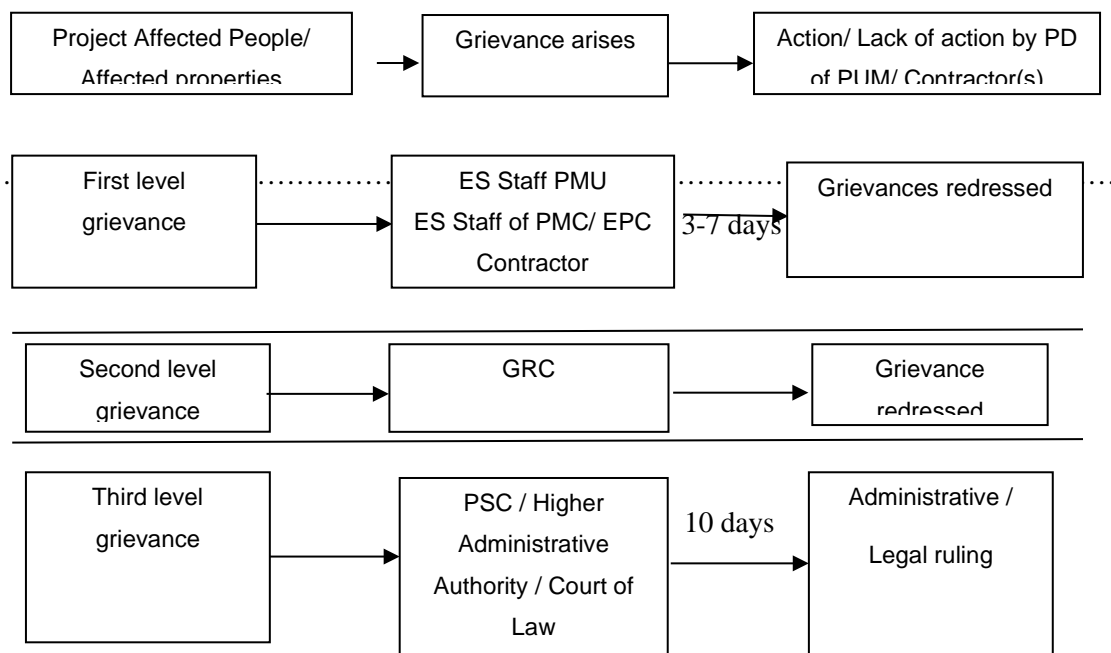 Project Affected People/
Affected properties
Grievance arises
Action/ Lack of action by PD
of PUM/ Contractor(s)
First level
grievance
ES Staff PMU
ES Staff of PMC/ EPC
Contractor
3-7 days
Grievances redressed
Second level
grievance
GRC
Grievance
redressed
Third level
grievance
PSC / Higher
Administrative
Authority / Court of
Law
10 days
Administrative /
Legal ruling